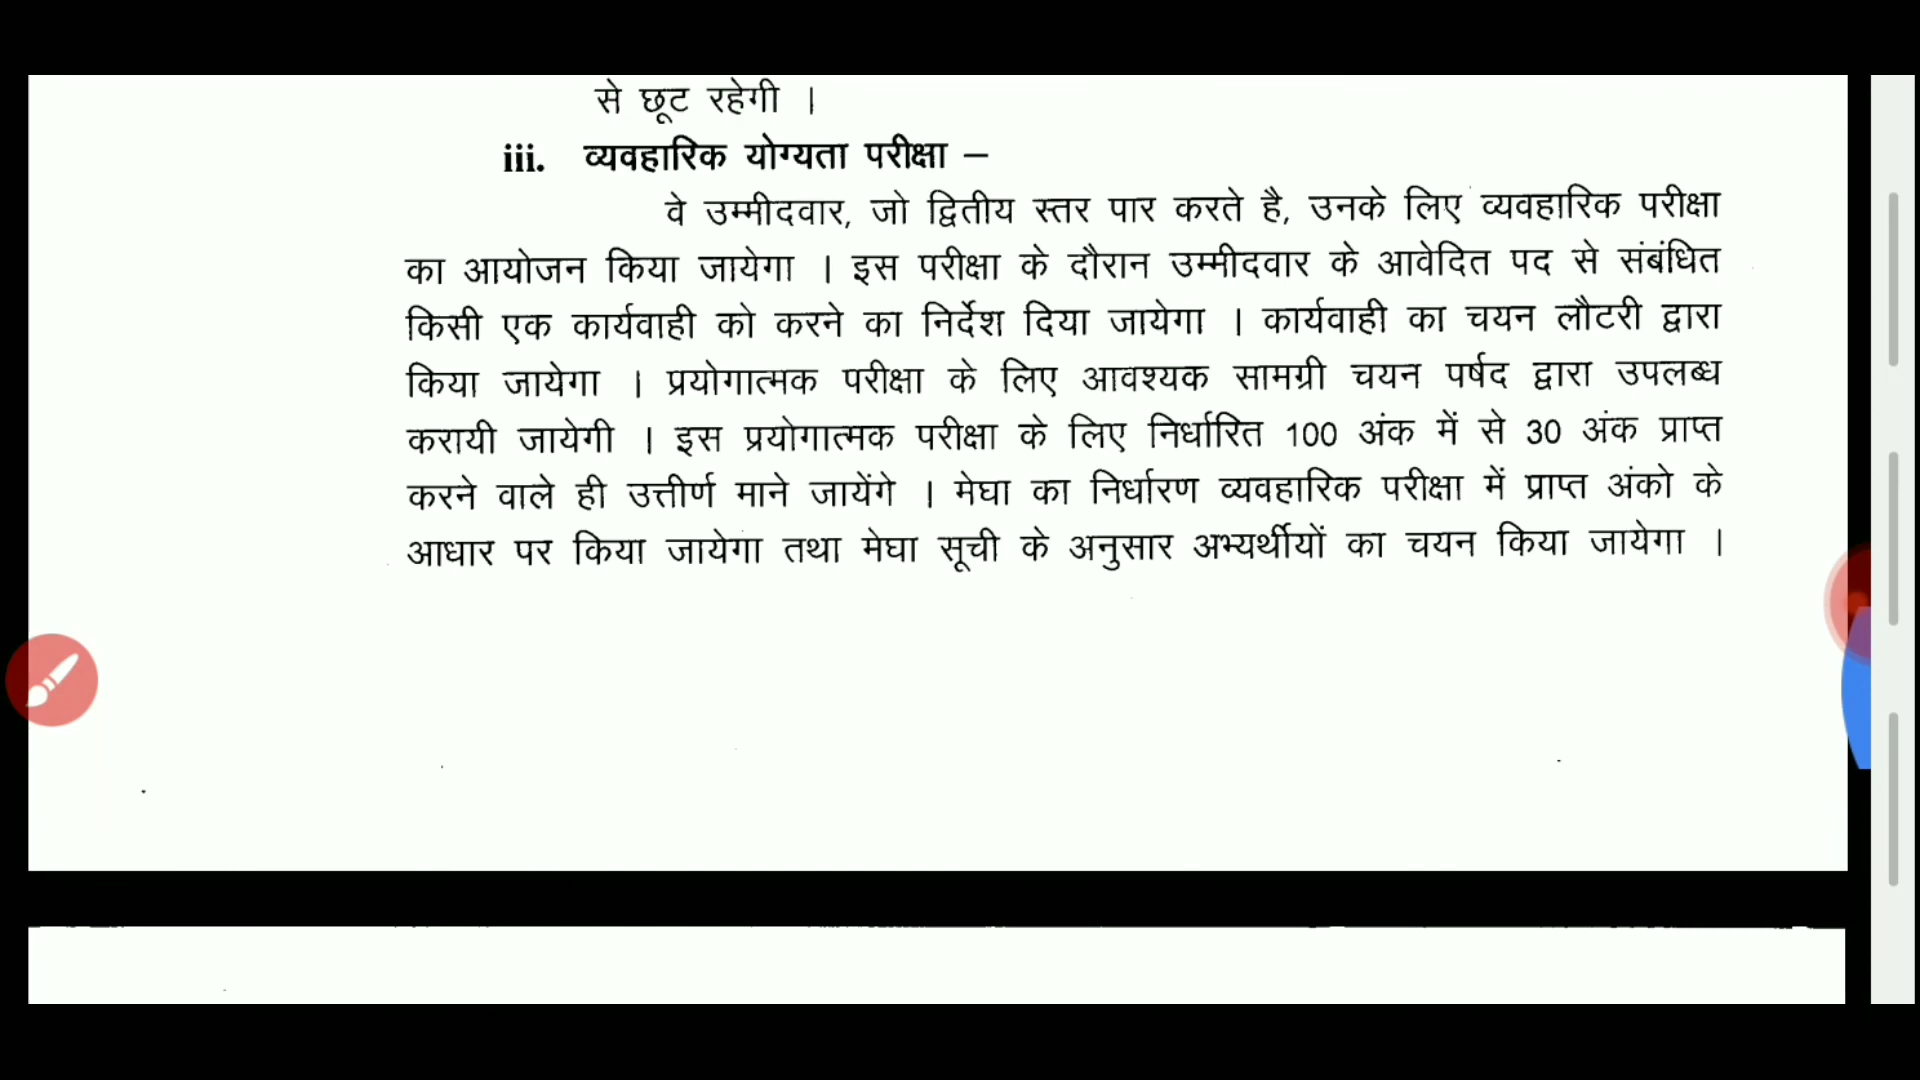 से छूट रहेगी ।
iii. व्यवहारिक योग्यता परीक्षा –
वे उम्मीदवार, जो द्वितीय स्तर पार करते है, उनके लिए व्यवहारिक परीक्षा
का आयोजन किया जायेगा । इस परीक्षा के दौरान उम्मीदवार के आवेदित पद से संबंधित
किसी एक कार्यवाही को करने का निर्देश दिया जायेगा । कार्यवाही का चयन लौटरी द्वारा
किया जायेगा । प्रयोगात्मक परीक्षा के लिए आवश्यक सामग्री चयन पर्षद द्वारा उपलब्ध
करायी जायेगी । इस प्रयोगात्मक परीक्षा के लिए निर्धारित 100 अंक में से 30 अंक प्राप्त
करने वाले ही उत्तीर्ण माने जायेंगे । मेघा का निर्धारण व्यवहारिक परीक्षा में प्राप्त अंको के
आधार पर किया जायेगा तथा मेघा सूची के अनुसार अभ्यर्थीयों का चयन किया जायेगा ।